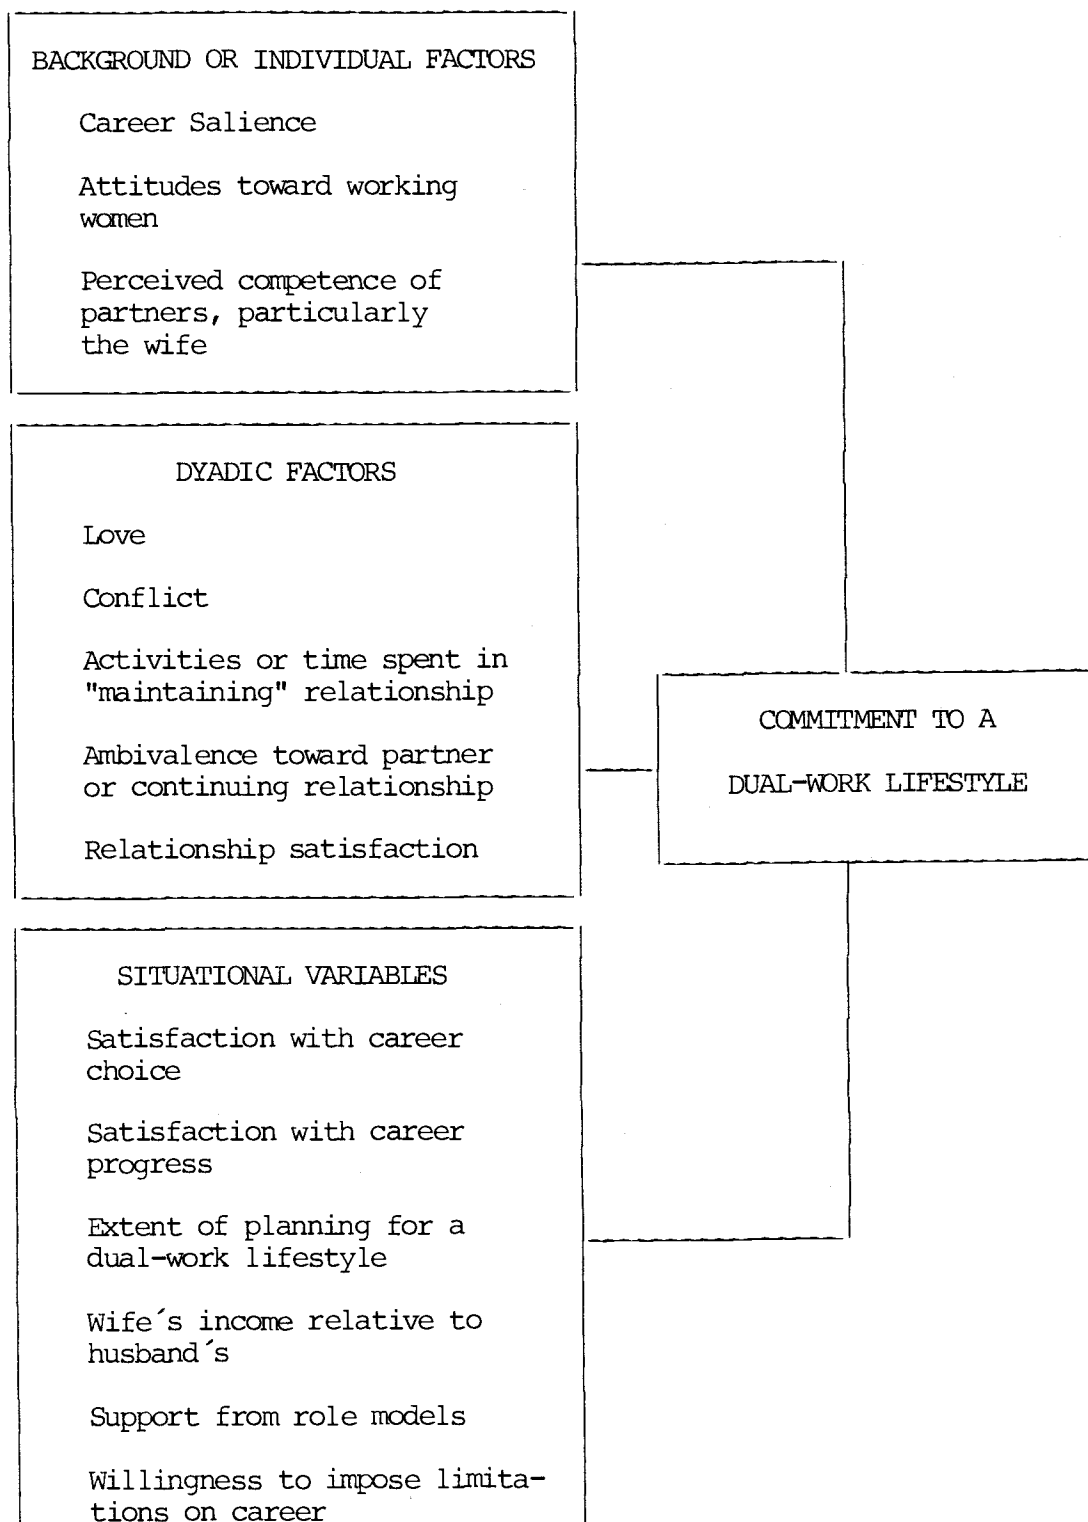 BACKGROUND OR INDIVIDUAL FACTORS
Career Salience
Attitudes toward working
women
Perceived competence of
partners, particularly
the wife
DYADIC FACTORS
Love
Conflict
Activities or time spent in
"maintaining" relationship
Ambivalence toward partner
or continuing relationship
Relationship satisfaction
COMMITMENT TO A
DUAL-WORK LIFESTYLE
SITUATIONAL VARIABLES
Satisfaction with career
choice
Satisfaction with career
progress
Extent of planning for a
dual-work lifestyle
Wife´s income relative to
husband´s
Support from role models
Willingness to impose limita-
tions on career